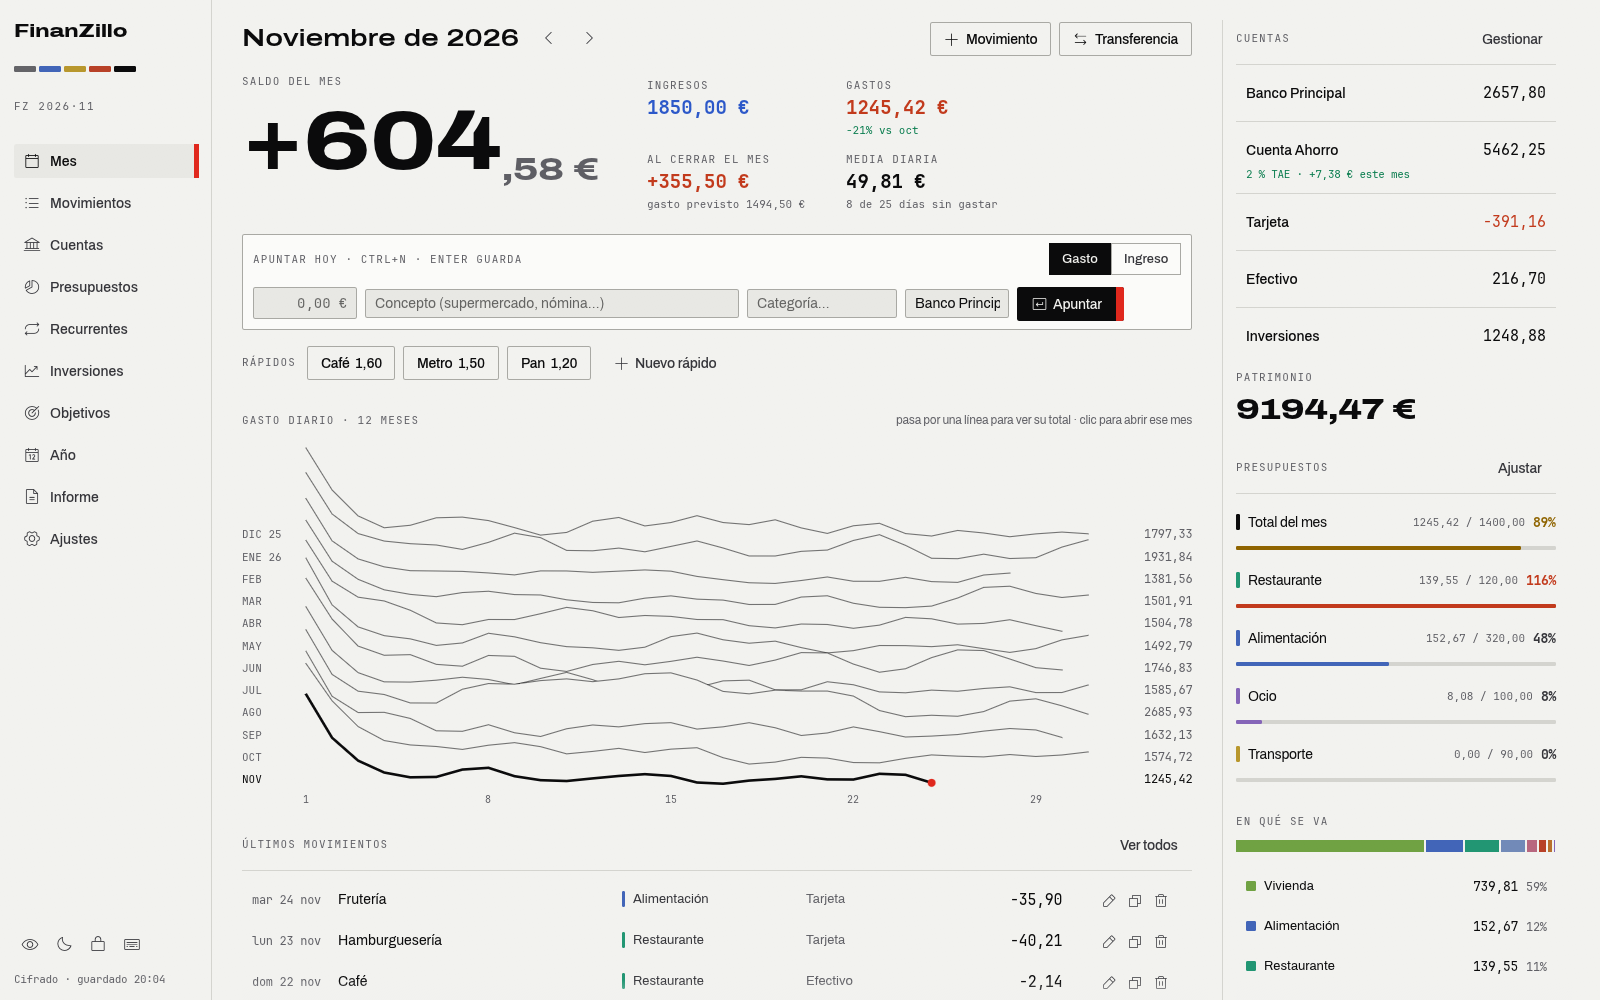 FinanZillo
FZ 2026·11
Mes
Movimientos
Cuentas
Presupuestos
Recurrentes
Inversiones
Objetivos
Año
Informe
Ajustes
Cifrado · guardado 20:04
Noviembre de 2026
Movimiento
Transferencia
SALDO DEL MES
+604,58 €
INGRESOS
1850,00 €
GASTOS
1245,42 €
-21% vs oct
AL CERRAR EL MES
+355,50 €
gasto previsto 1494,50 €
MEDIA DIARIA
49,81 €
8 de 25 días sin gastar
APUNTAR HOY · CTRL+N · ENTER GUARDA
Gasto Ingreso
0,00 € Concepto (supermercado, nómina...) Categoría... Banco Princip Apuntar
RÁPIDOS Café 1,60 Metro 1,50 Pan 1,20 Nuevo rápido
GASTO DIARIO · 12 MESES
pasa por una línea para ver su total · clic para abrir ese mes
DIC 25 1797,33
ENE 26 1931,84
FEB 1381,56
MAR 1501,91
ABR 1504,78
MAY 1492,79
JUN 1746,83
JUL 1585,67
AGO 2685,93
SEP 1632,13
OCT 1574,72
NOV 1245,42
1 8 15 22 29
ÚLTIMOS MOVIMIENTOS
Ver todos
mar 24 nov Frutería Alimentación Tarjeta -35,90
lun 23 nov Hamburguesería Restaurante Tarjeta -40,21
dom 22 nov Café Restaurante Efectivo -2,14
CUENTAS Gestionar
Banco Principal 2657,80
Cuenta Ahorro 5462,25
2 % TAE · +7,38 € este mes
Tarjeta -391,16
Efectivo 216,70
Inversiones 1248,88
PATRIMONIO
9194,47 €
PRESUPUESTOS Ajustar
Total del mes 1245,42 / 1400,00 89%
Restaurante 139,55 / 120,00 116%
Alimentación 152,67 / 320,00 48%
Ocio 8,08 / 100,00 8%
Transporte 0,00 / 90,00 0%
EN QUÉ SE VA
Vivienda 739,81 59%
Alimentación 152,67 12%
Restaurante 139,55 11%